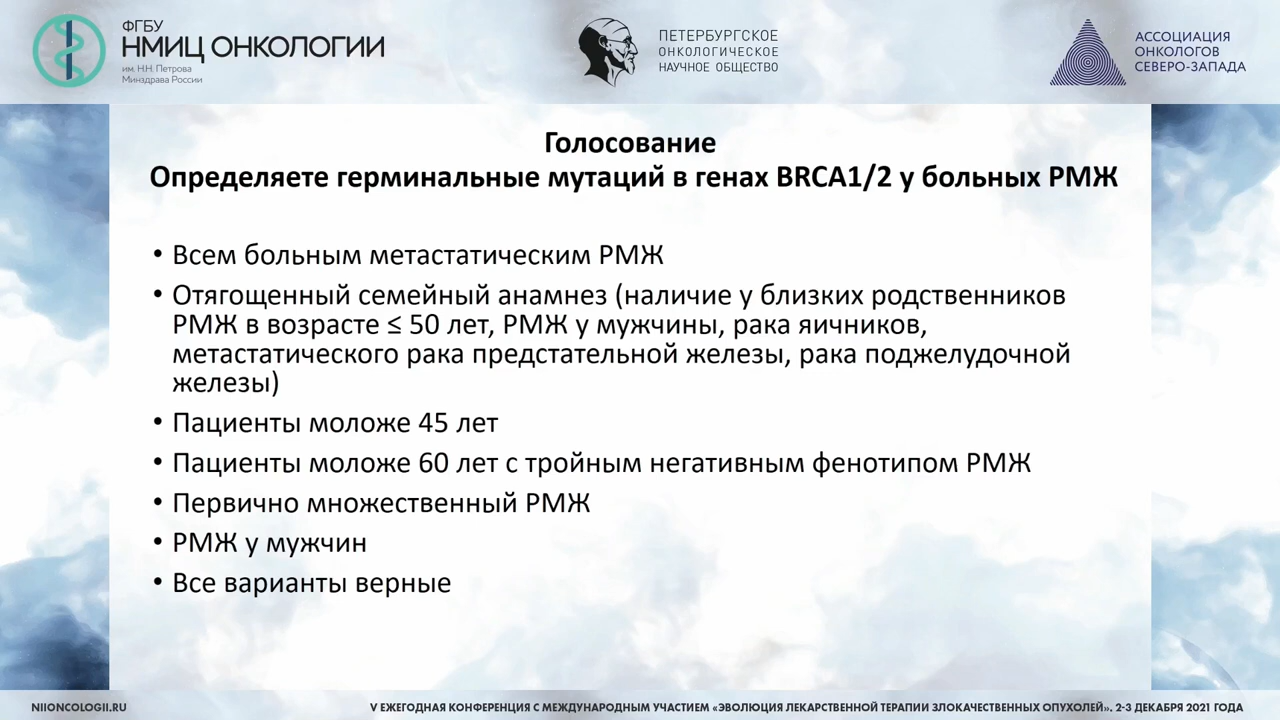 ФГБУ
НМИЦ ОНКОЛОГИИ
им. Н.Н. Петрова
Минздрава России
ПЕТЕРБУРГСКОЕ
ОНКОЛОГИЧЕСКОЕ
НАУЧНОЕ ОБЩЕСТВО
АССОЦИАЦИЯ
ОНКОЛОГОВ
СЕВЕРО-ЗАПАДА
Голосование
Определяете герминальные мутаций в генах BRCA1/2 у больных РМЖ
• Всем больным метастатическим РМЖ
• Отягощенный семейный анамнез (наличие у близких родственников
РМЖ в возрасте ≤ 50 лет, РМЖ у мужчины, рака яичников,
метастатического рака предстательной железы, рака поджелудочной
железы)
• Пациенты моложе 45 лет
• Пациенты моложе 60 лет с тройным негативным фенотипом РМЖ
• Первично множественный РМЖ
• РМЖ у мужчин
• Все варианты верные
NIIONCOLOGII.RU
V ЕЖЕГОДНАЯ КОНФЕРЕНЦИЯ С МЕЖДУНАРОДНЫМ УЧАСТИЕМ «ЭВОЛЮЦИЯ ЛЕКАРСТВЕННОЙ ТЕРАПИИ ЗЛОКАЧЕСТВЕННЫХ ОПУХОЛЕЙ». 2-3 ДЕКАБРЯ 2021 ГОДА